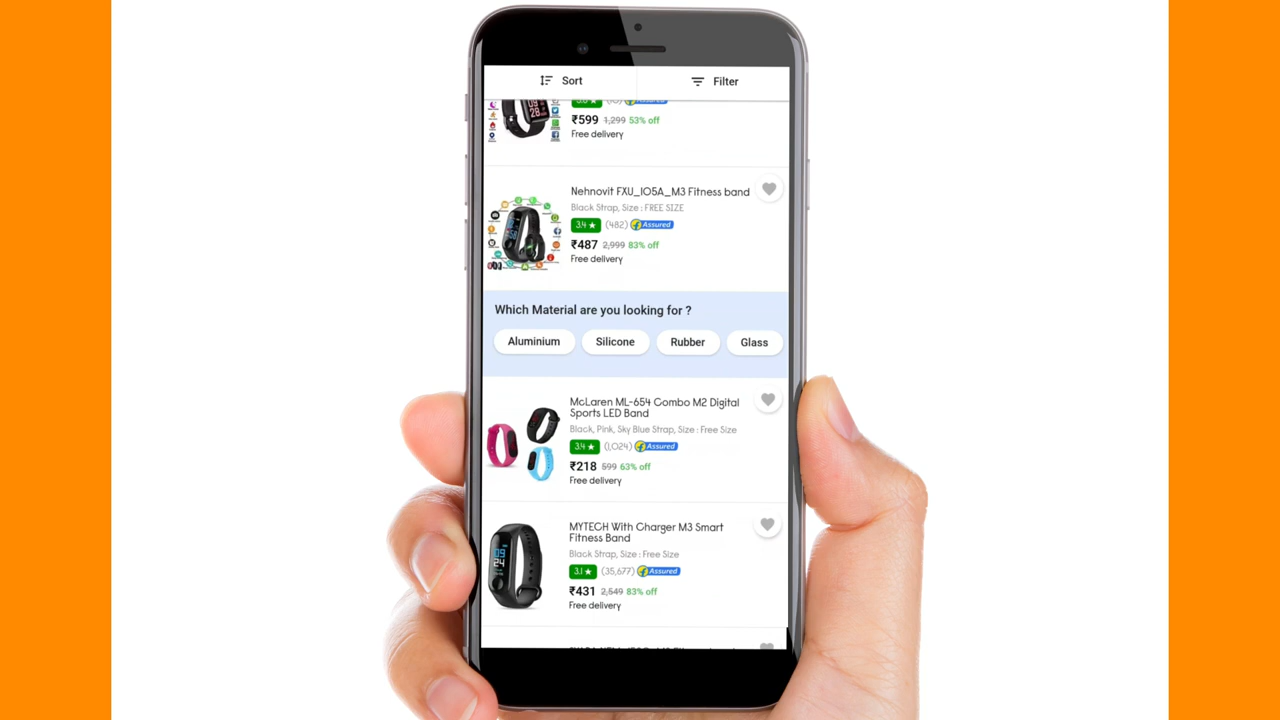 Sort
Filter
₹599 1,299 53% off
Free delivery
Nehnovit FXU_105A_M3 Fitness band
Black Strap, Size : FREE SIZE
3.4 ★ (482) Assured
₹487 2,999 83% off
Free delivery
Which Material are you looking for ?
Aluminium
Silicone
Rubber
Glass
McLaren ML-654 Combo M2 Digital
Sports LED Band
Black, Pink, Sky Blue Strap, Size : Free Size
3.4 ★ (1,024) Assured
₹218 599 63% off
Free delivery
MYTECH With Charger M3 Smart
Fitness Band
Black Strap, Size : Free Size
3.1 ★ (35,677) Assured
₹431 2,549 83% off
Free delivery